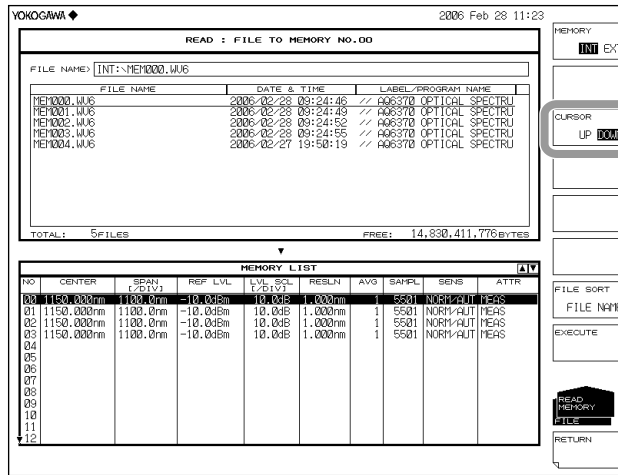 YOKOGAWA 2006 Feb 28 11:23
READ : FILE TO MEMORY NO.00
FILE NAME> INT:\MEM000.WU6
FILE NAME DATE & TIME LABEL/PROGRAM NAME
MEM000.WU6 2006/02/28 09:24:46 // AQ6370 OPTICAL SPECTRU
MEM001.WU6 2006/02/28 09:24:49 // AQ6370 OPTICAL SPECTRU
MEM002.WU6 2006/02/28 09:24:52 // AQ6370 OPTICAL SPECTRU
MEM003.WU6 2006/02/28 09:24:55 // AQ6370 OPTICAL SPECTRU
MEM004.WU6 2006/02/27 19:50:19 // AQ6370 OPTICAL SPECTRU
TOTAL: 5FILES FREE: 14,830,411,776BYTES
MEMORY LIST
NO CENTER SPAN [/DIV] REF LVL LVL SCL [/DIV] RESLN AVG SAMPL SENS ATTR
00 1150.000nm 1100.0nm -10.0dBm 10.0dB 1.000nm 1 5501 NORM/AUT MEAS
01 1150.000nm 1100.0nm -10.0dBm 10.0dB 1.000nm 1 5501 NORM/AUT MEAS
02 1150.000nm 1100.0nm -10.0dBm 10.0dB 1.000nm 1 5501 NORM/AUT MEAS
03 1150.000nm 1100.0nm -10.0dBm 10.0dB 1.000nm 1 5501 NORM/AUT MEAS
04
05
06
07
08
09
10
11
12
MEMORY
INT EXT
CURSOR
UP DOWN
FILE SORT
FILE NAME
EXECUTE
READ
MEMORY
FILE
RETURN